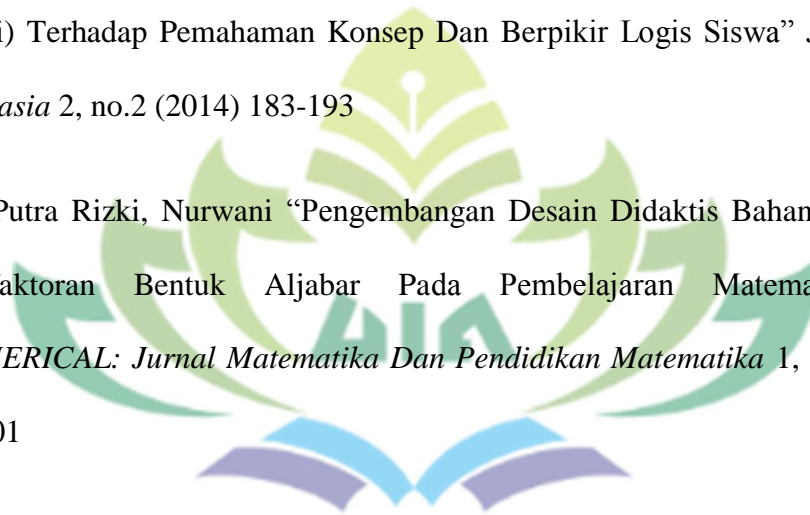 i) Terhadap Pemahaman Konsep Dan Berpikir Logis Siswa”
asia 2, no.2 (2014) 183-193
Putra Rizki, Nurwani “Pengembangan Desain Didaktis Bahan
aktoran Bentuk Aljabar Pada Pembelajaran Matema
ERICAL: Jurnal Matematika Dan Pendidikan Matematika 1,
01
UIN